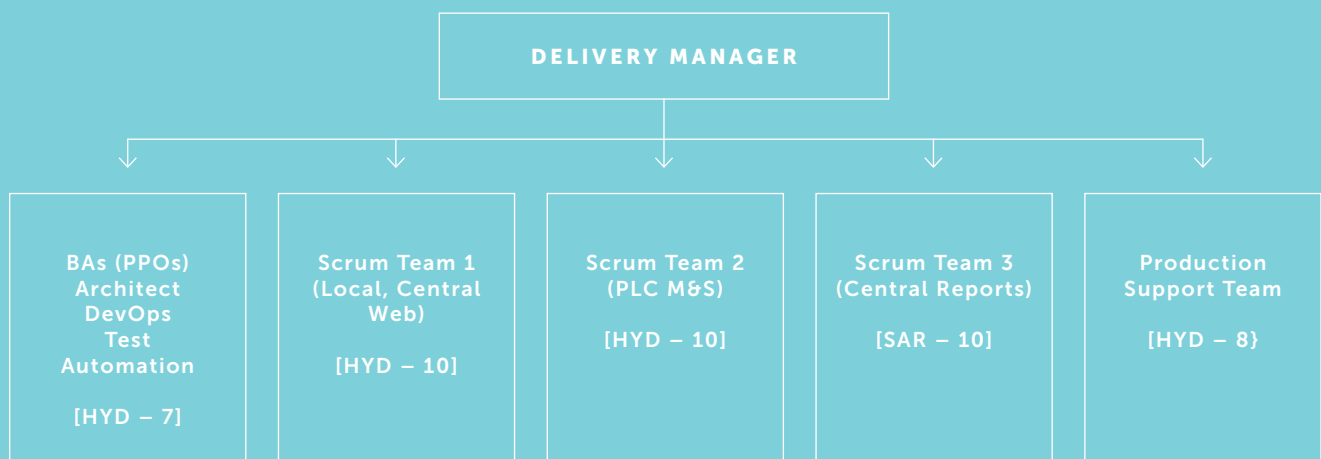 DELIVERY MANAGER
BAs (PPOs)
Architect
DevOps
Test
Automation
[HYD – 7]
Scrum Team 1
(Local, Central
Web)
[HYD – 10]
Scrum Team 2
(PLC M&S)
[HYD – 10]
Scrum Team 3
(Central Reports)
[SAR – 10]
Production
Support Team
[HYD – 8}